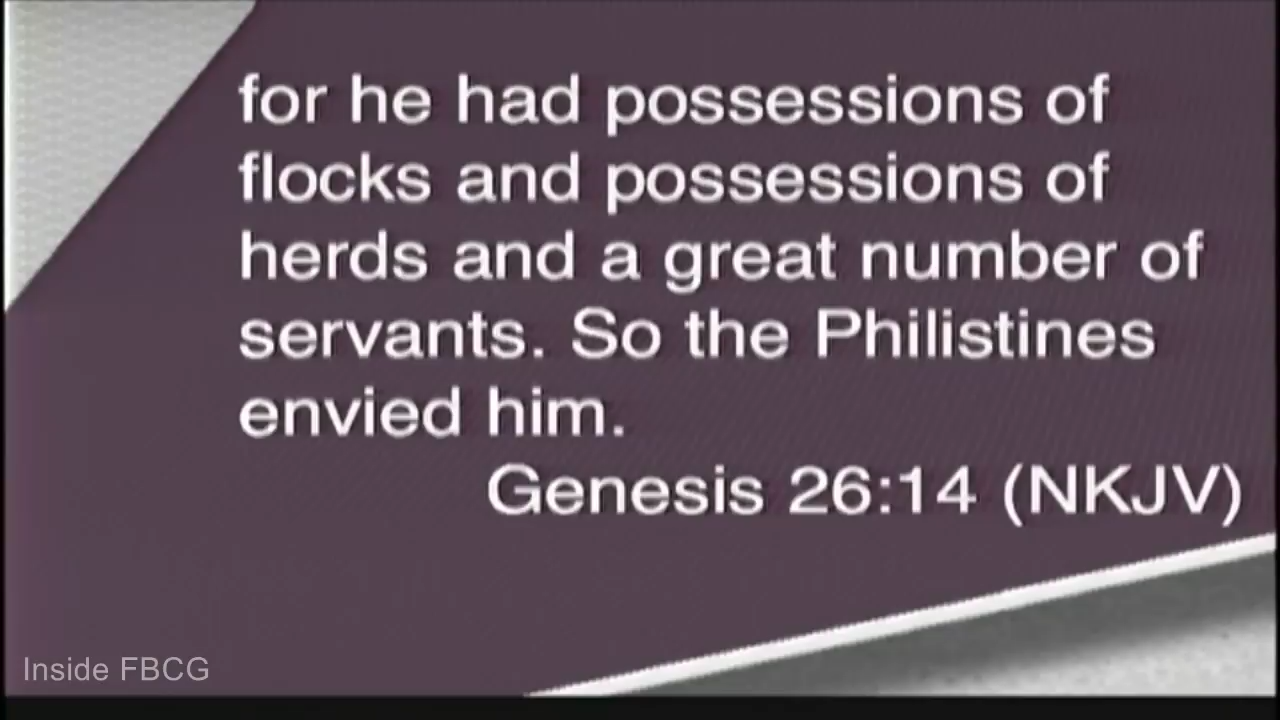 for he had possessions of
flocks and possessions of
herds and a great number of
servants. So the Philistines
envied him.
Genesis 26:14 (NKJV)
Inside FBCG